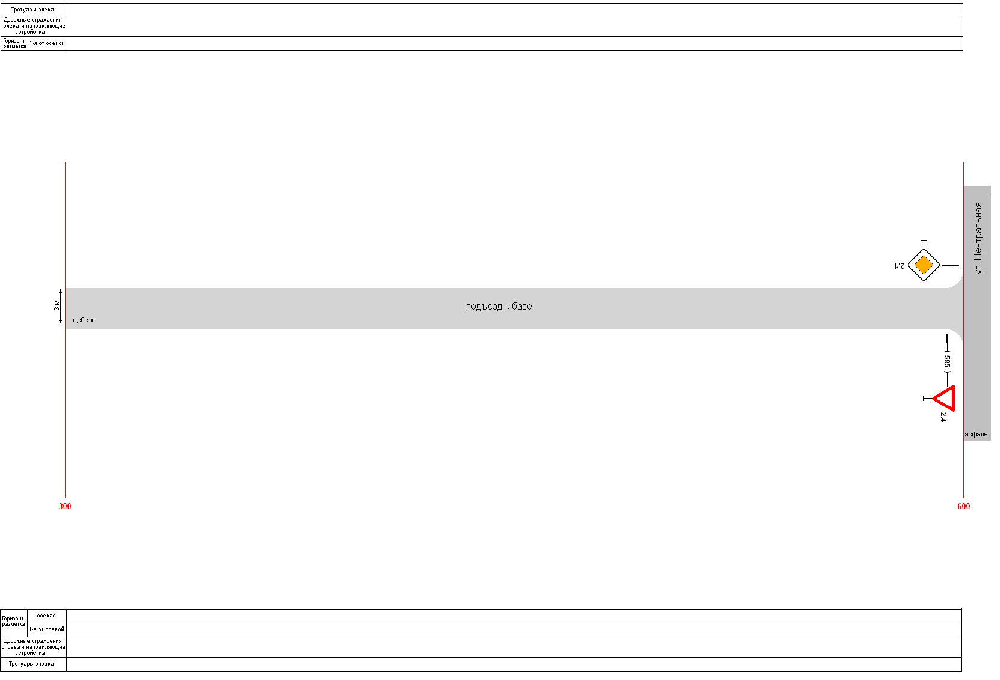 Тротуары слева
Дорожные ограждения
слева и направляющие
устройства
Горизонт.
разметка
1-я от осевой
ул. Центральная
2.1
подъезд к базе
3 м
щебень
( 595 )
2.4
асфальт
300
600
Горизонт.
разметка
осевая
1-я от осевой
Дорожные ограждения
справа и направляющие
устройства
Тротуары справа